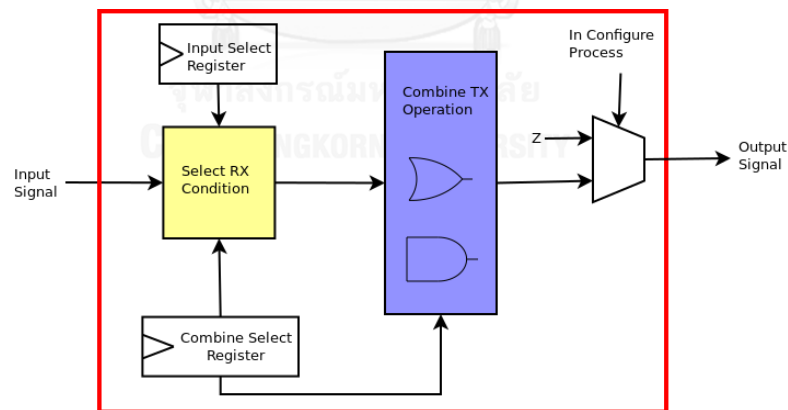 Input Select
Register
In Configure
Process
Combine TX
Operation
Z
Select RX
Condition
Input
Signal
Output
Signal
Combine Select
Register